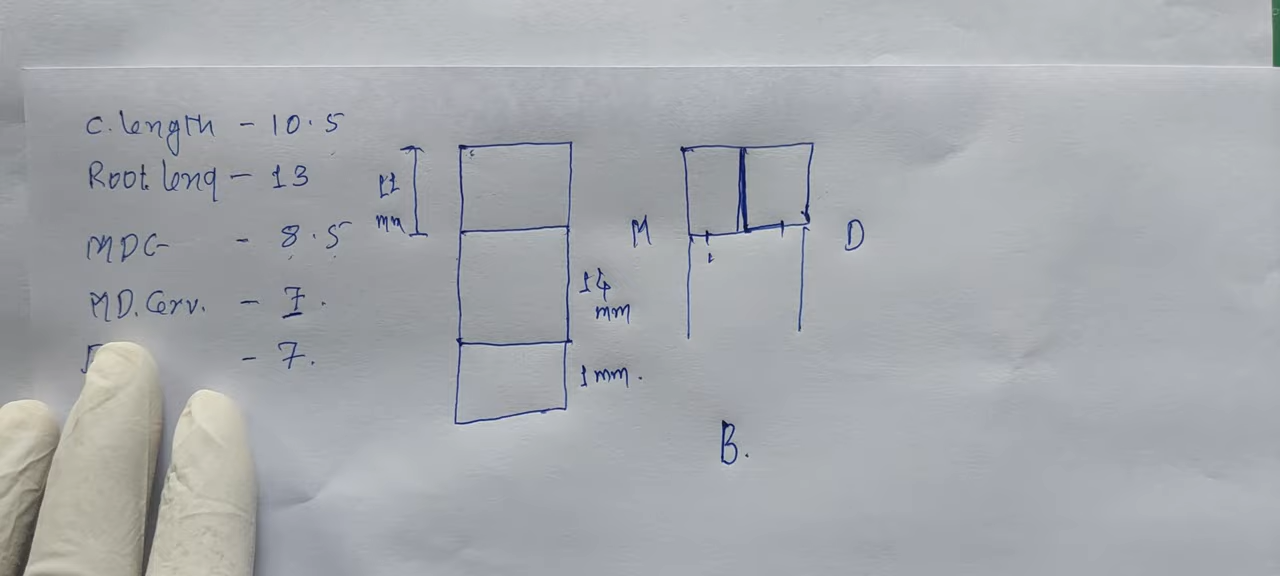 C. length - 10.5
Root. leng - 13
MDC - 8.5
MD. Cerv. - 7.
- 7.
11
mm
14
mm
1 mm.
M
D
B.